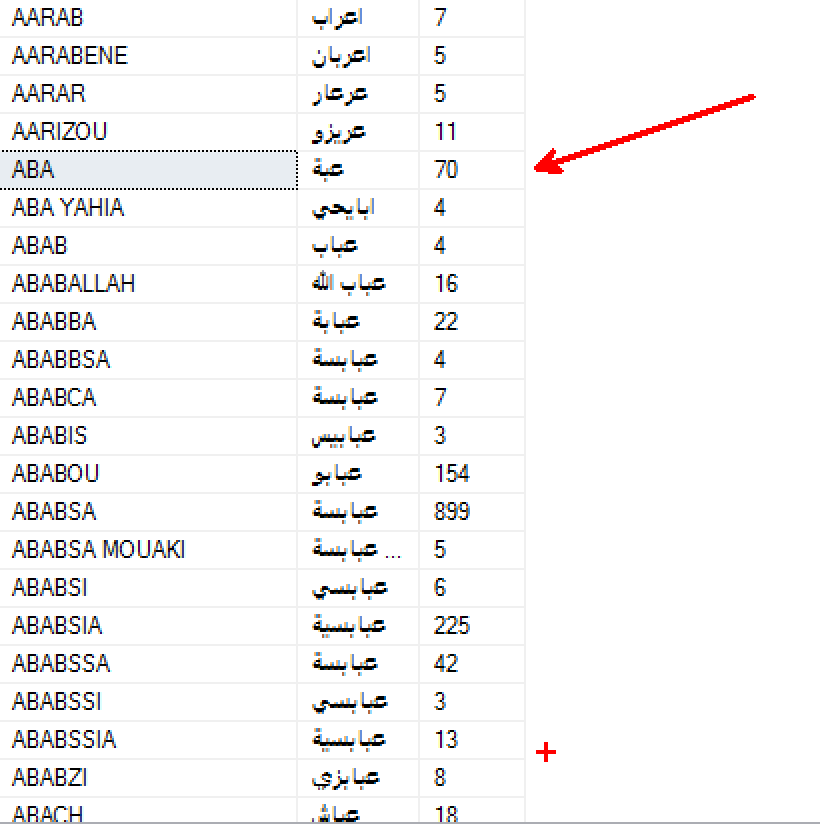 AARAB اعراب 7
AARABENE اعربان 5
AARAR عرعار 5
AARIZOU عريزو 11
ABA عبة 70
ABA YAHIA ابايحي 4
ABAB عباب 4
ABABALLAH عباب الله 16
ABABBA عبابة 22
ABABBSA عبابسة 4
ABABCA عبابسة 7
ABABIS عبابيس 3
ABABOU عبابو 154
ABABSA عبابسة 899
ABABSA MOUAKI عبابسة ... 5
ABABSI عبابسي 6
ABABSIA عبابسية 225
ABABSSA عبابسة 42
ABABSSI عبابسي 3
ABABSSIA عبابسية 13
ABABZI عبابزي 8
ABACH عباش 18